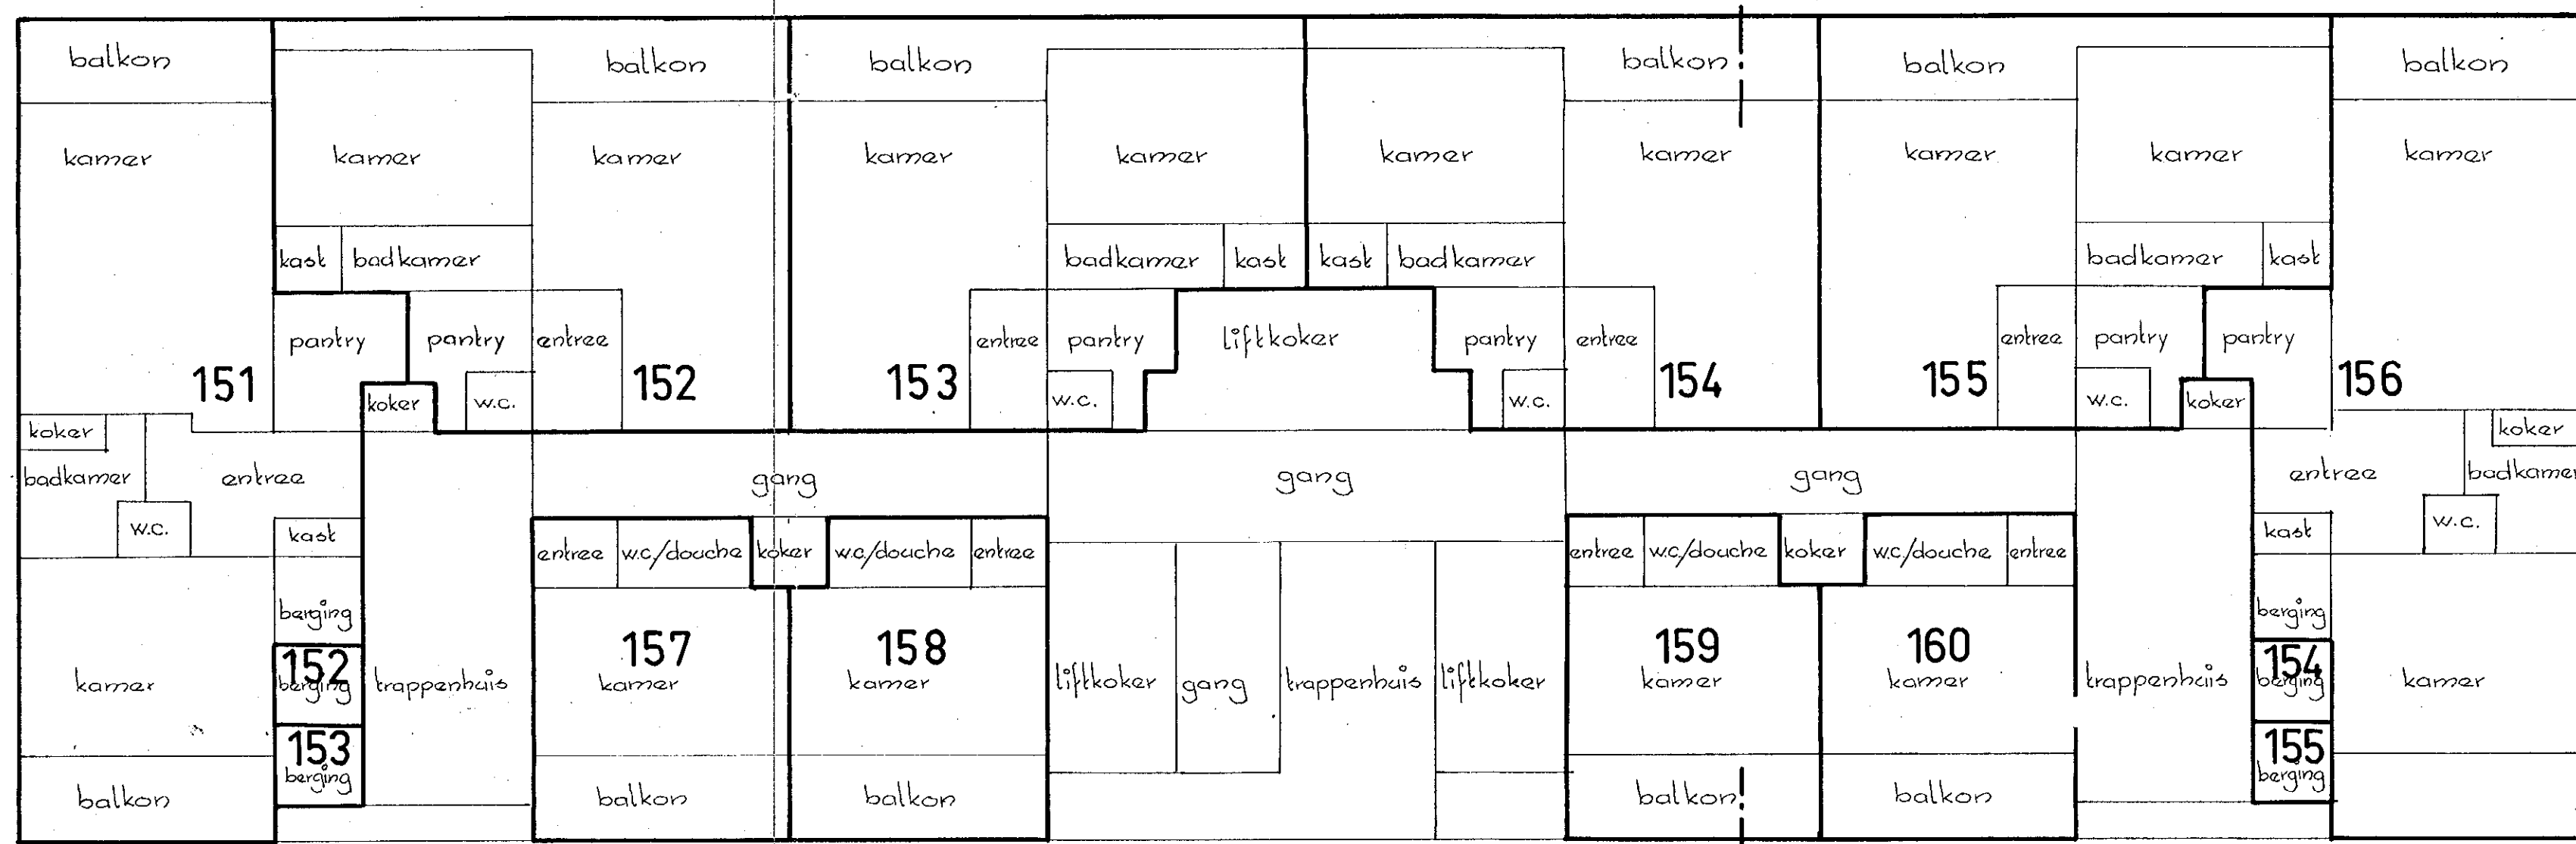 balkon balkon balkon balkon balkon balkon
kamer kamer kamer kamer kamer kamer kamer kamer kamer kamer
kast badkamer badkamer kast kast badkamer badkamer kast
pantry pantry entree entree pantry liftkoker pantry entree entree pantry pantry
151 152 153 154 155 156
koker w.c. w.c. w.c. w.c. koker
koker koker
badkamer entree gang gang gang entree badkamer
w.c. kast kast w.c.
entree w.c/douche koker w.c/douche entree entree w.c/douche koker w.c/douche entree
berging berging
157 158 159 160
152 154
kamer berging trappenhuis kamer kamer liftkoker gang trappenhuis liftkoker kamer kamer trappenhuis berging kamer
153 155
berging berging
balkon balkon balkon balkon balkon